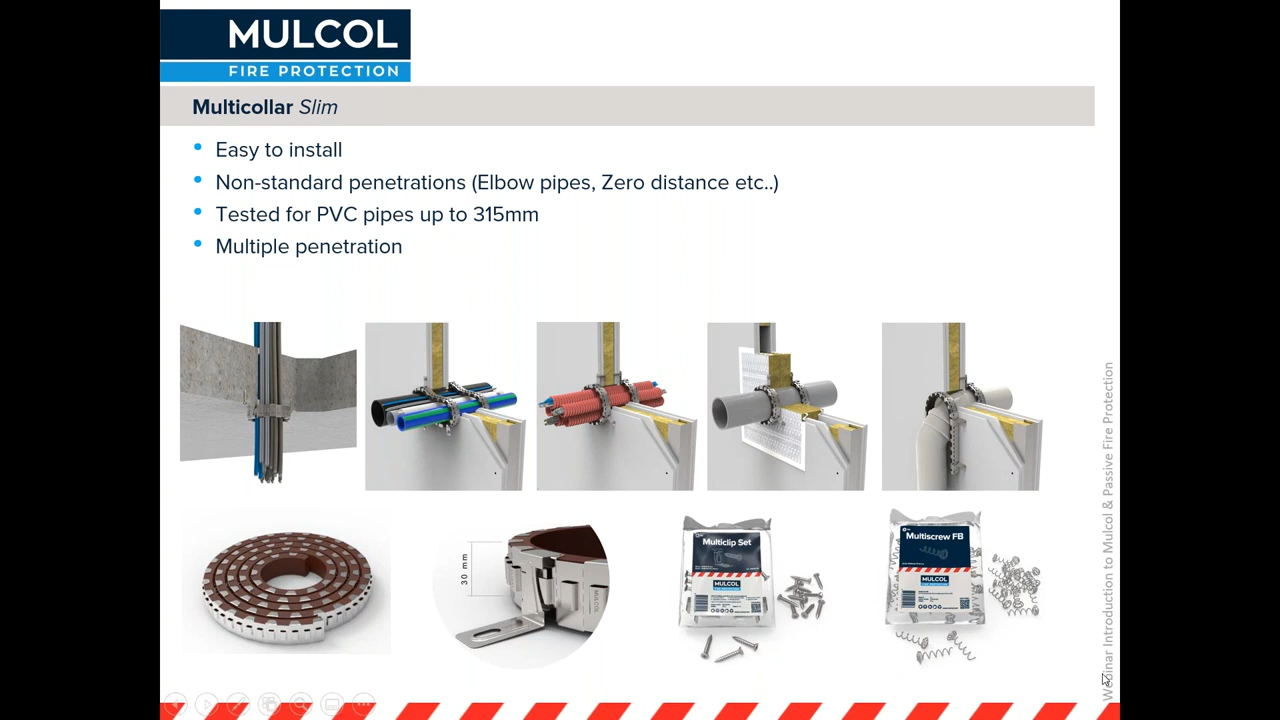 MULCOL
FIRE PROTECTION
Multicollar Slim
• Easy to install
• Non-standard penetrations (Elbow pipes, Zero distance etc..)
• Tested for PVC pipes up to 315mm
• Multiple penetration
30 mm
MULCOL
Multiclip Set
MULCOL
Multiscrew FB
MULCOL
Webinar Introduction to Mulcol & Passive Fire Protection